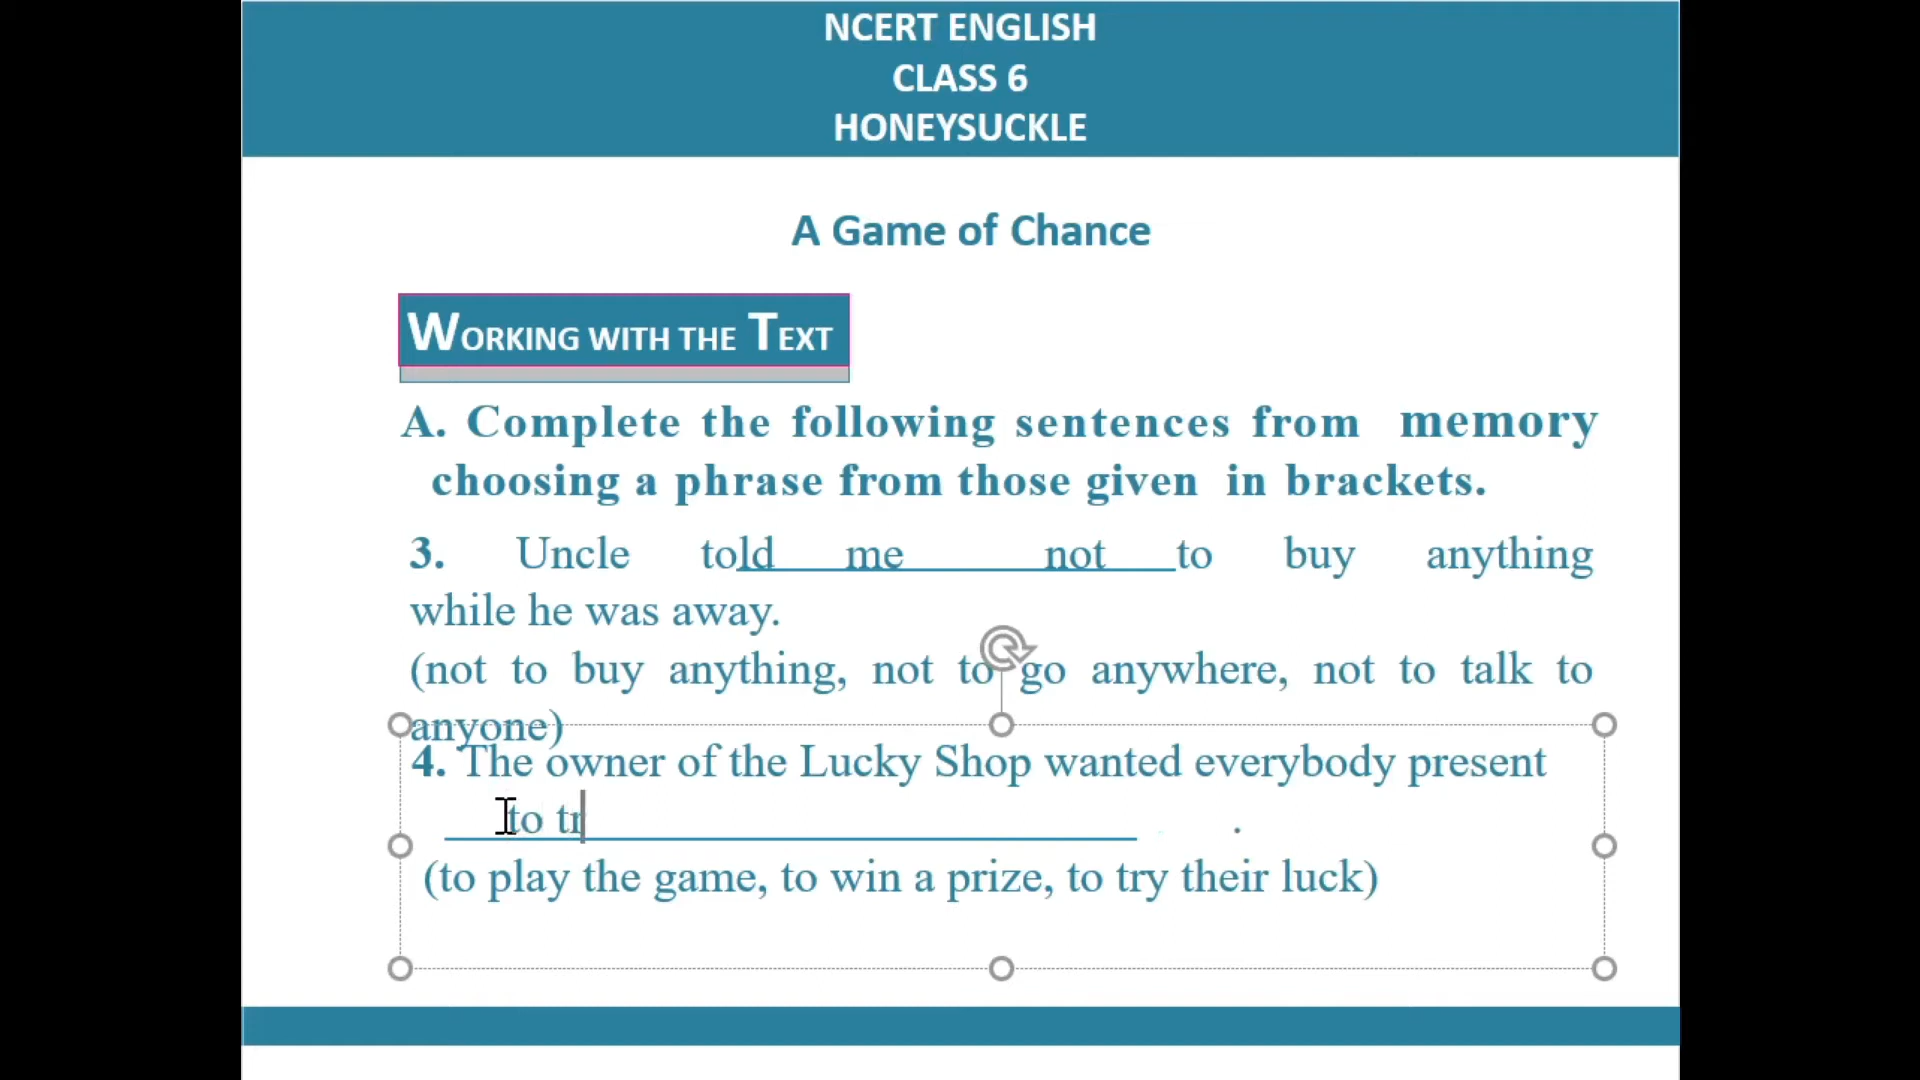 NCERT ENGLISH
CLASS 6
HONEYSUCKLE
A Game of Chance
WORKING WITH THE TEXT
A. Complete the following sentences from memory
choosing a phrase from those given in brackets.
3. Uncle told me not to buy anything
while he was away.
(not to buy anything, not to go anywhere, not to talk to
anyone)
4. The owner of the Lucky Shop wanted everybody present
to tr .
(to play the game, to win a prize, to try their luck)